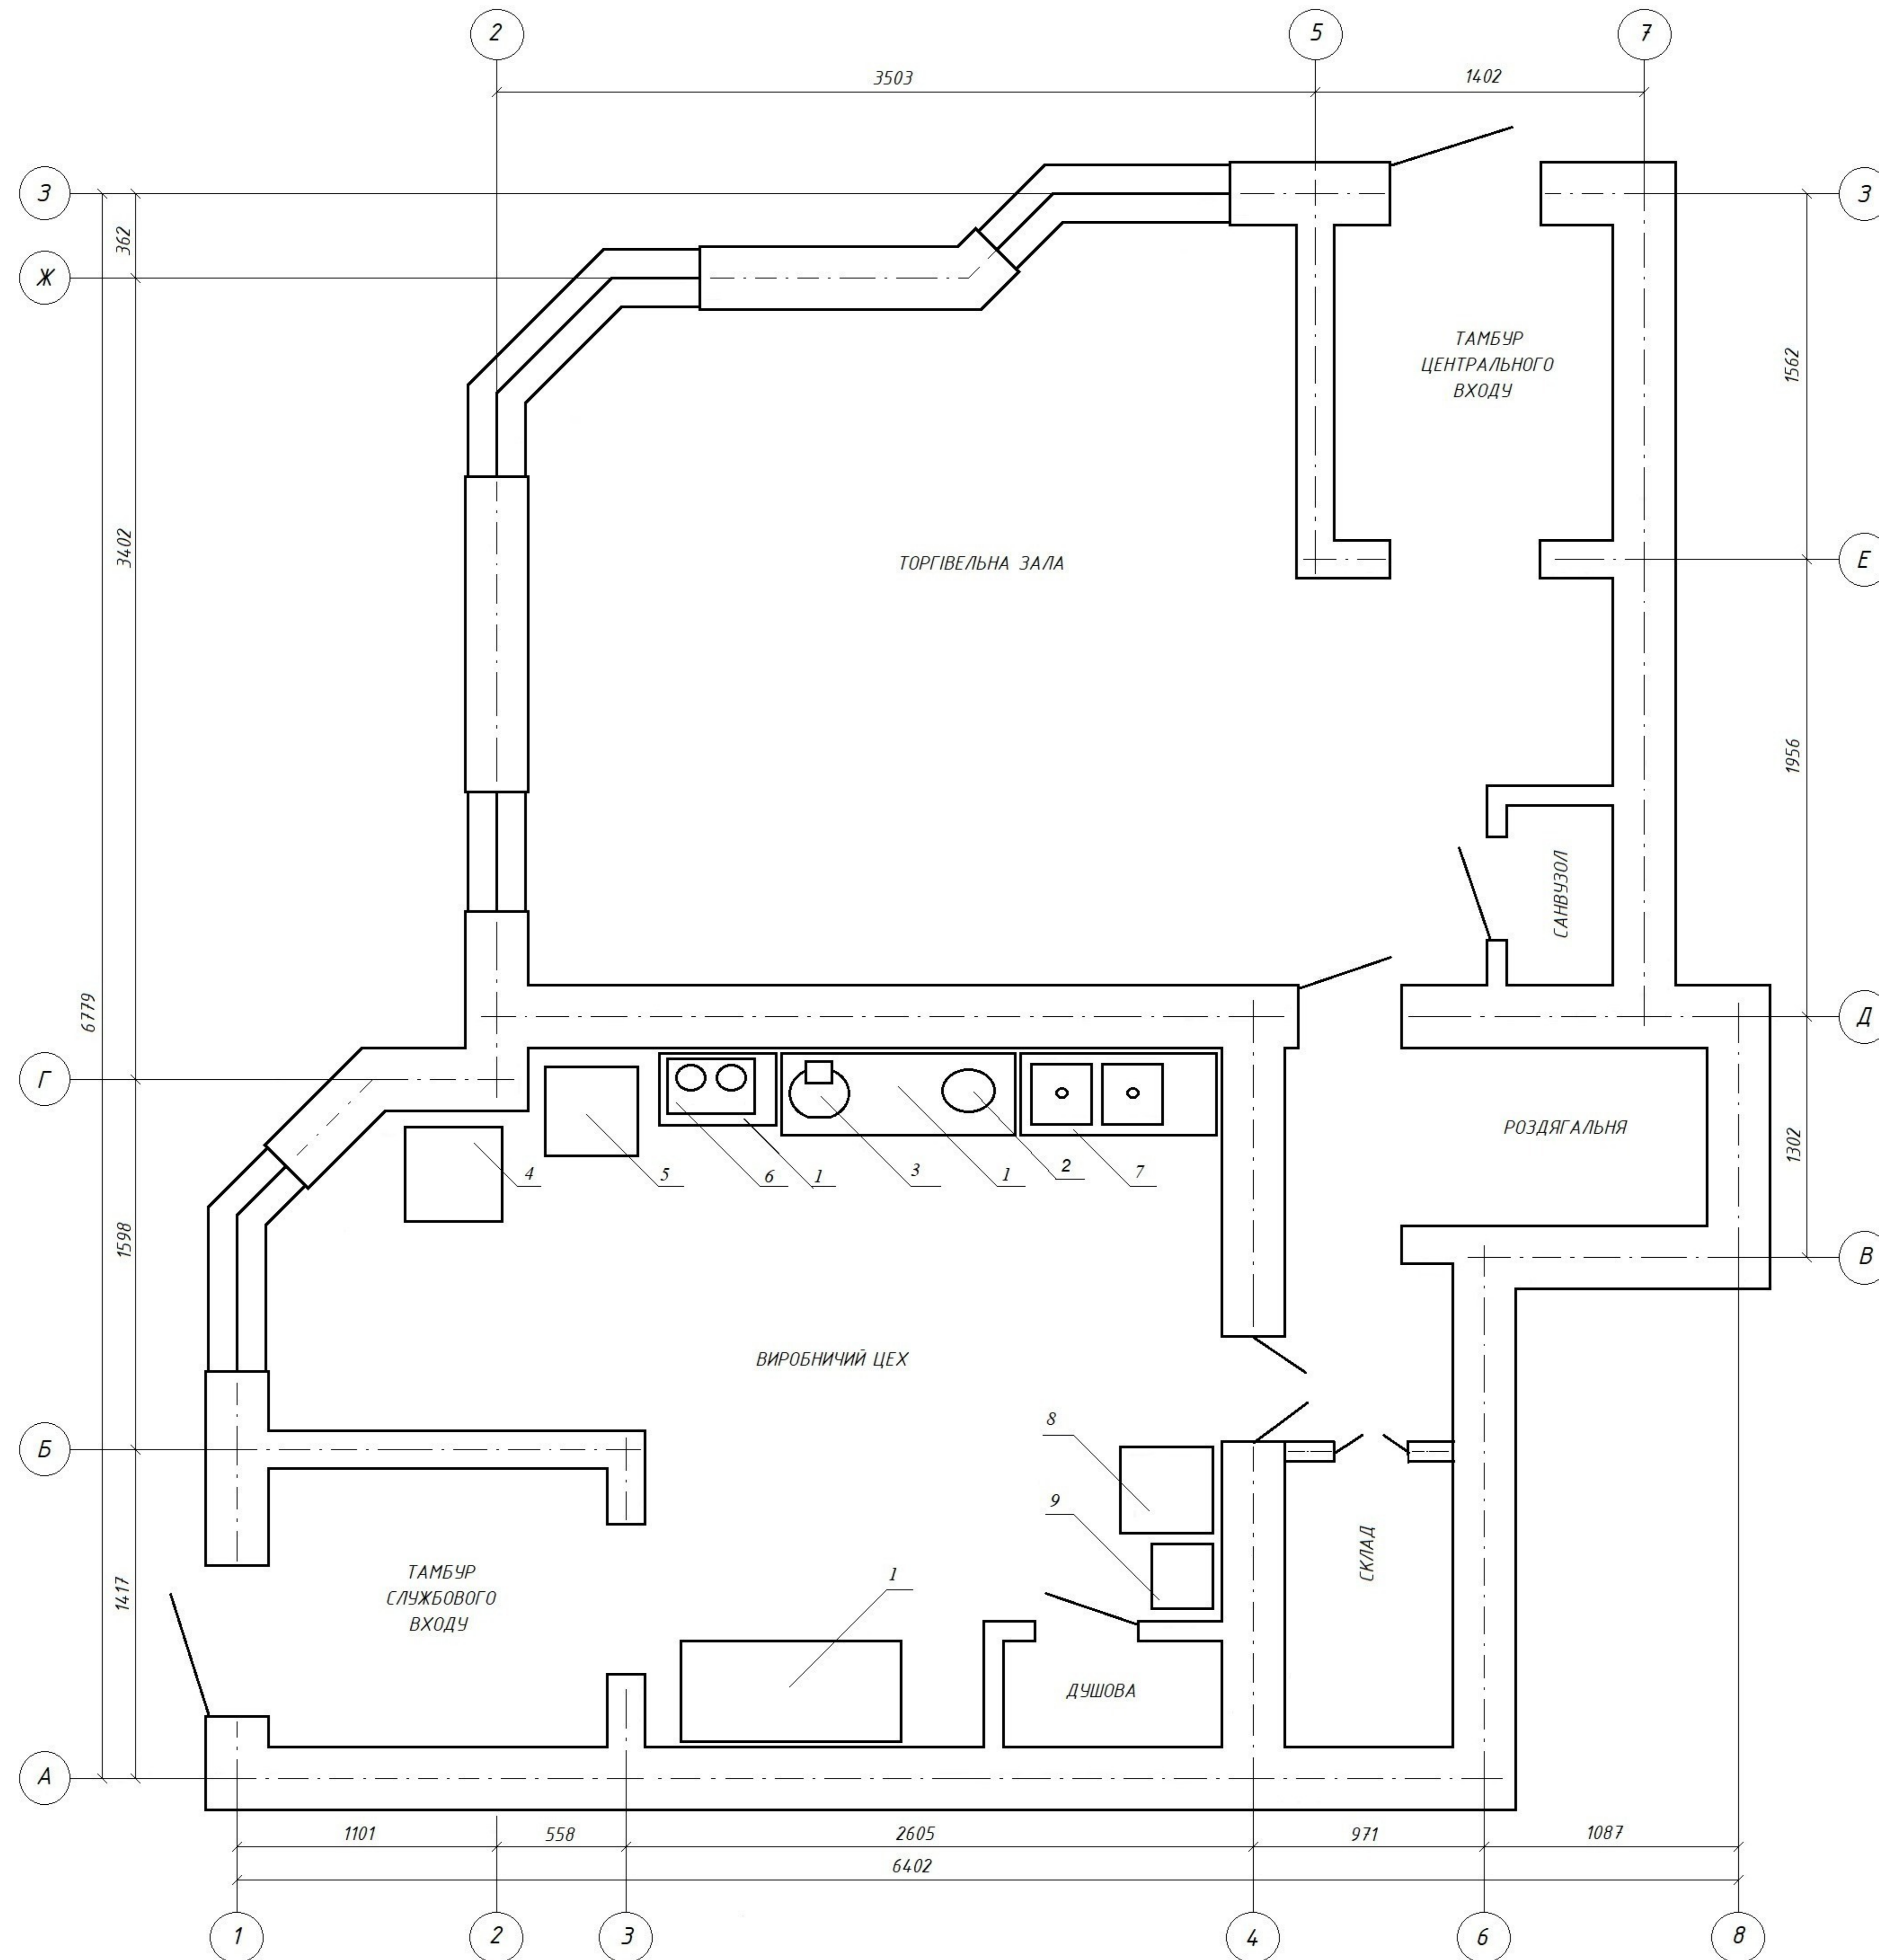 2
5
7
3503
1402
З
З
362
Ж
ТАМБУР
ЦЕНТРАЛЬНОГО
ВХОДУ
1562
3402
ТОРГІВЕЛЬНА ЗАЛА
Е
1956
САНВУЗОЛ
6779
Д
Г
РОЗДЯГАЛЬНЯ
1302
4
5
6
1
3
1
2
7
1598
В
ВИРОБНИЧИЙ ЦЕХ
8
Б
9
СКЛАД
ТАМБУР
СЛУЖБОВОГО
ВХОДУ
1417
1
ДУШОВА
А
1101
558
2605
971
1087
6402
1
2
3
4
6
8